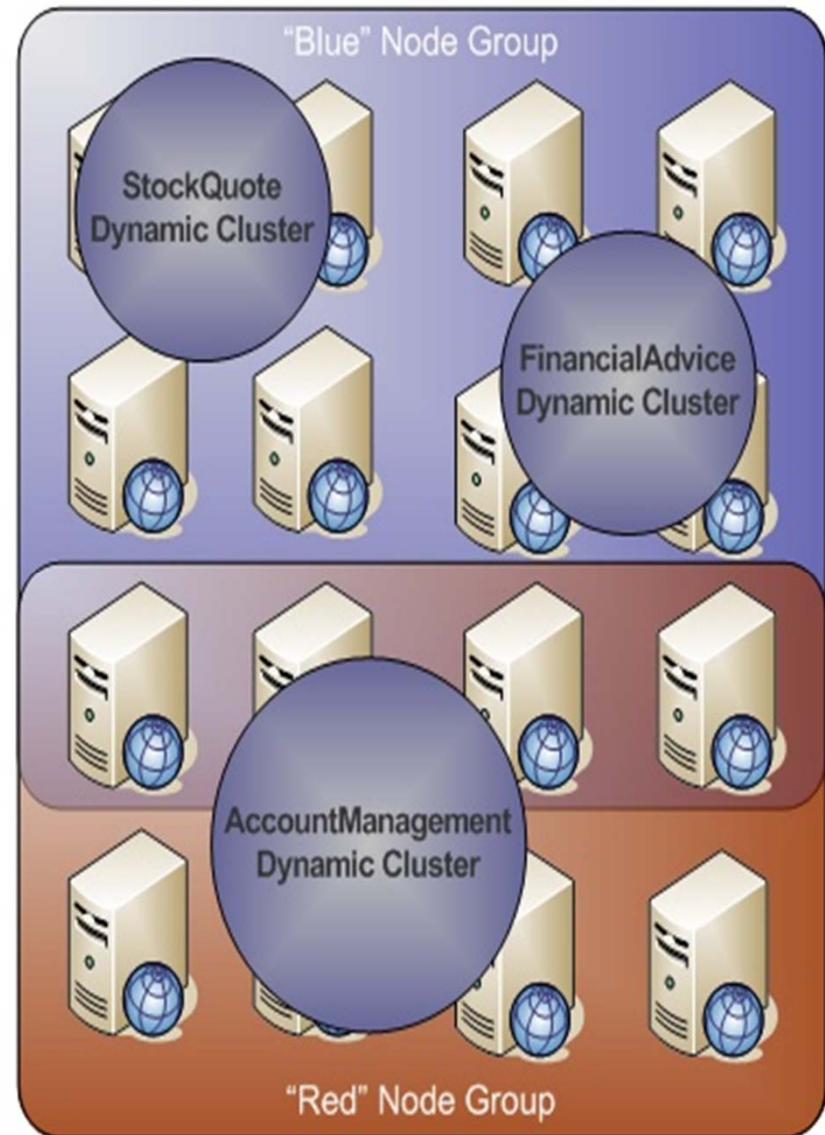 “Blue” Node Group
StockQuote
Dynamic Cluster
FinancialAdvice
Dynamic Cluster
AccountManagement
Dynamic Cluster
“Red” Node Group